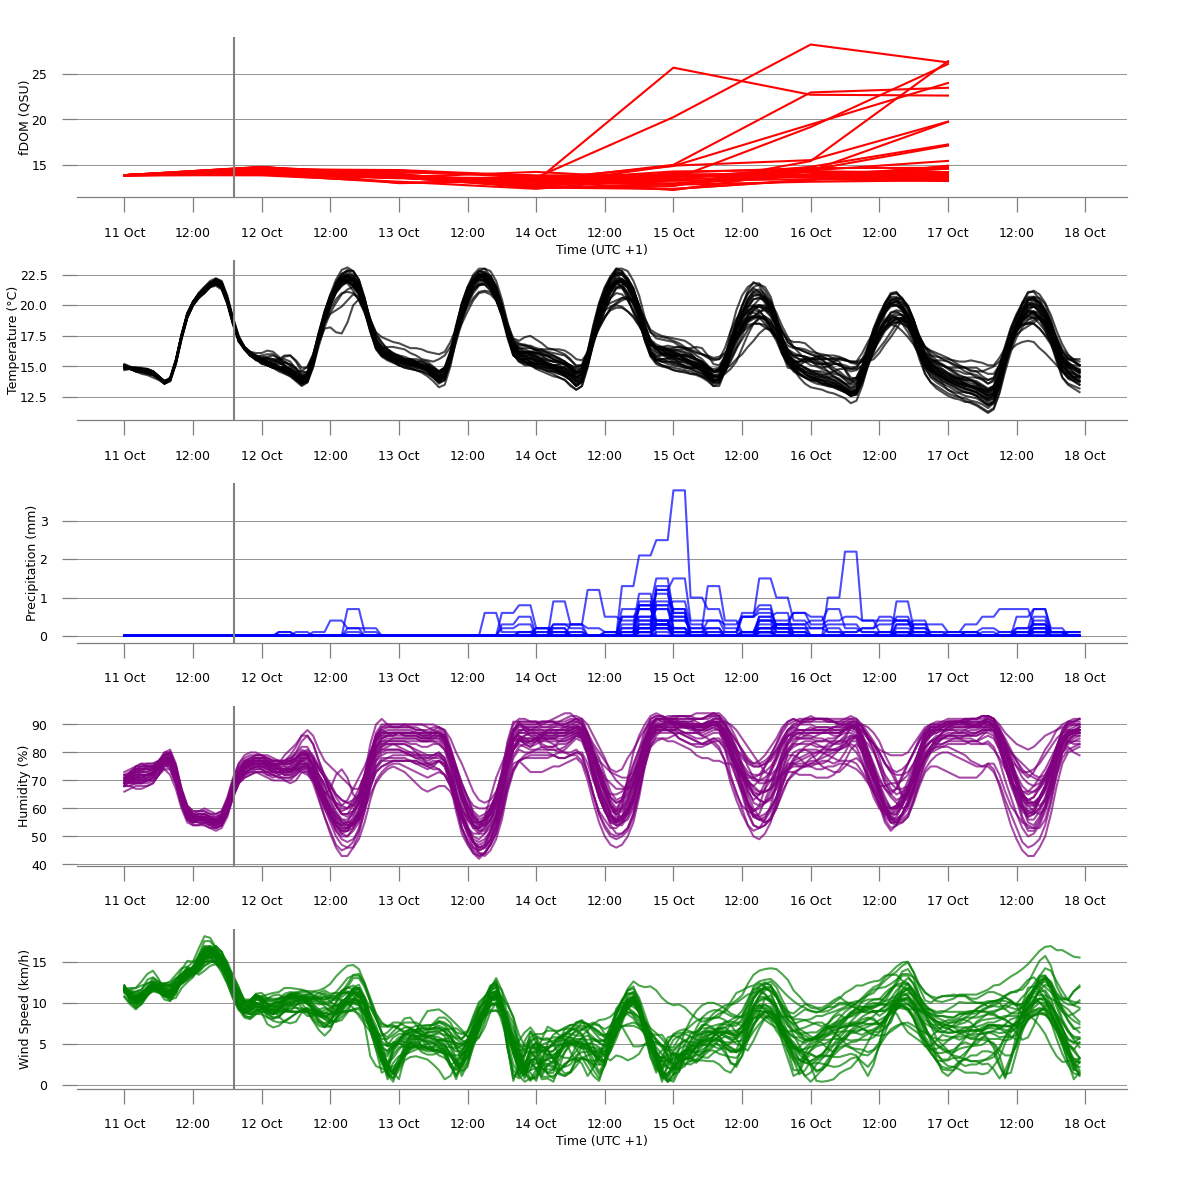 fDOM (QSU)
25
20
15
11 Oct 12:00 12 Oct 12:00 13 Oct 12:00 14 Oct 12:00 15 Oct 12:00 16 Oct 12:00 17 Oct 12:00 18 Oct
Time (UTC +1)
Temperature (°C)
22.5
20.0
17.5
15.0
12.5
11 Oct 12:00 12 Oct 12:00 13 Oct 12:00 14 Oct 12:00 15 Oct 12:00 16 Oct 12:00 17 Oct 12:00 18 Oct
Precipitation (mm)
3
2
1
0
11 Oct 12:00 12 Oct 12:00 13 Oct 12:00 14 Oct 12:00 15 Oct 12:00 16 Oct 12:00 17 Oct 12:00 18 Oct
Humidity (%)
90
80
70
60
50
40
11 Oct 12:00 12 Oct 12:00 13 Oct 12:00 14 Oct 12:00 15 Oct 12:00 16 Oct 12:00 17 Oct 12:00 18 Oct
Wind Speed (km/h)
15
10
5
0
11 Oct 12:00 12 Oct 12:00 13 Oct 12:00 14 Oct 12:00 15 Oct 12:00 16 Oct 12:00 17 Oct 12:00 18 Oct
Time (UTC +1)